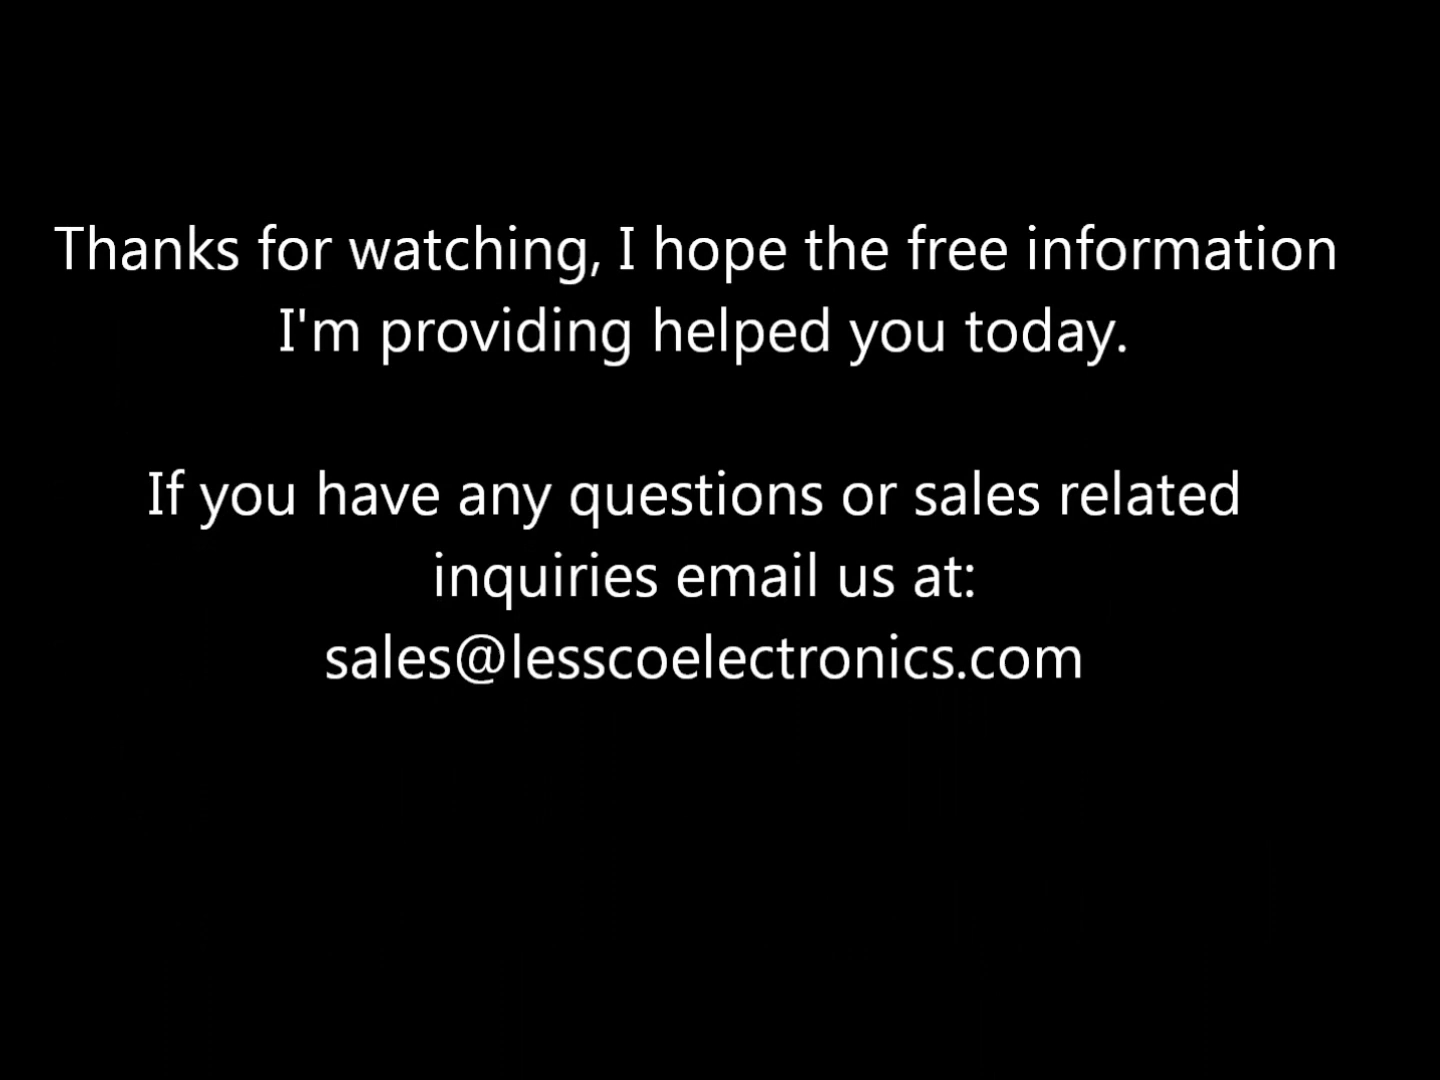 Thanks for watching, I hope the free information
I'm providing helped you today.
If you have any questions or sales related
inquiries email us at:
sales@lesscoelectronics.com